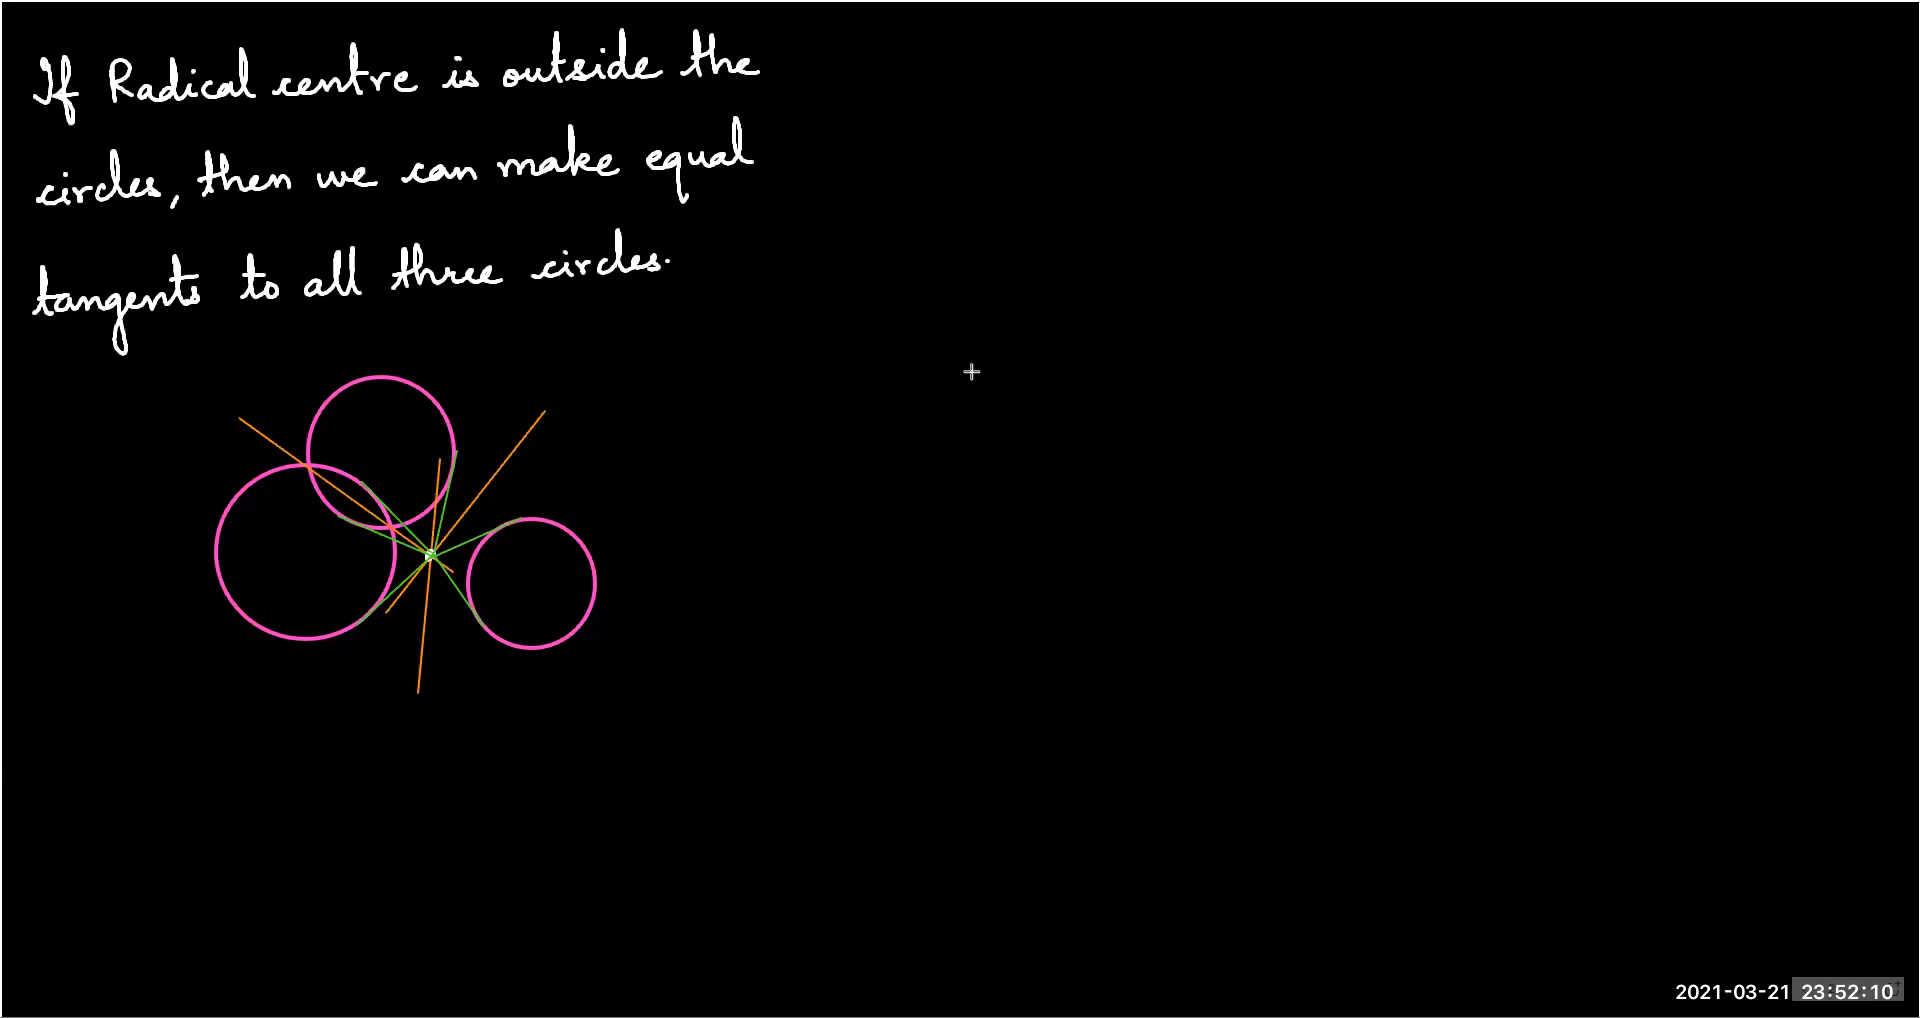 If Radical centre is outside the
circles, then we can make equal
tangents to all three circles.
2021-03-21 23:52:10